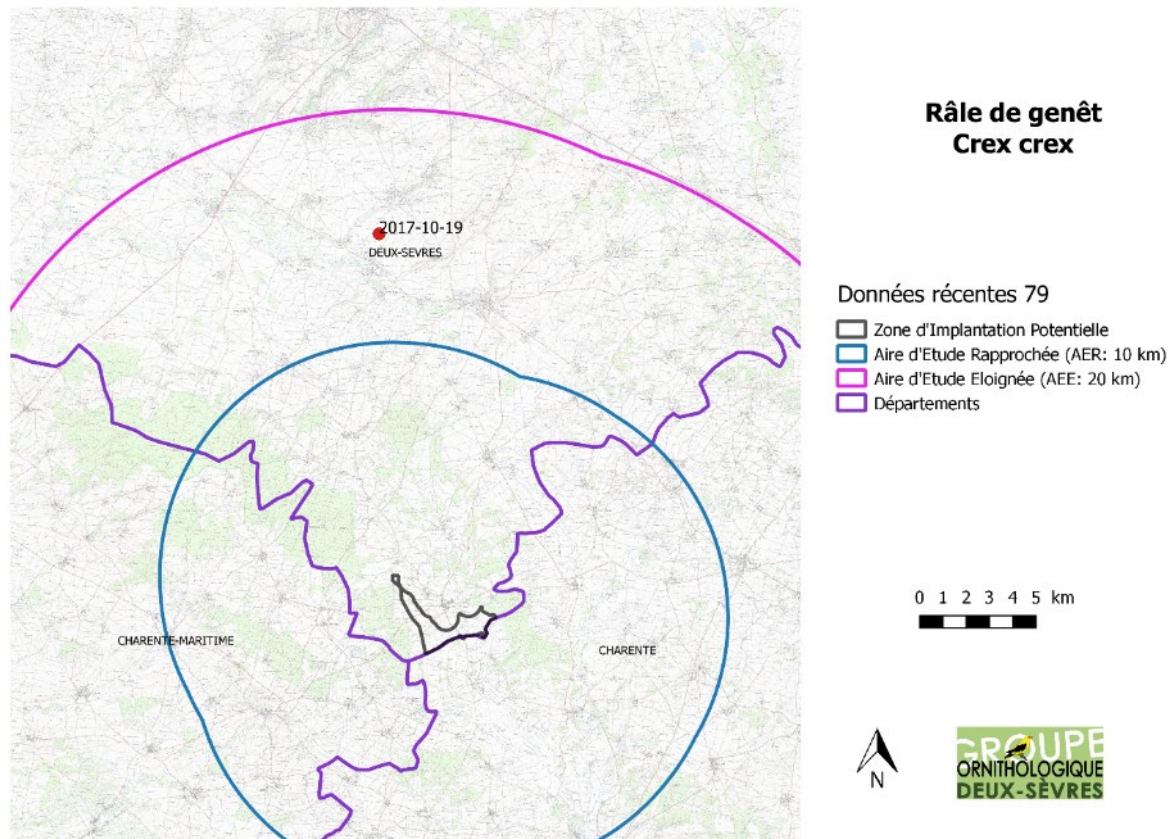 Râle de genêt
Crex crex
2017-10-19
DEUX-SEVRES
CHARENTE-MARITIME
CHARENTE
Données récentes 79
Zone d'Implantation Potentielle
Aire d'Etude Rapprochée (AER: 10 km)
Aire d'Etude Eloignée (AEE: 20 km)
Départements
0 1 2 3 4 5 km
N
GROUPE
ORNITHOLOGIQUE
DEUX-SÈVRES